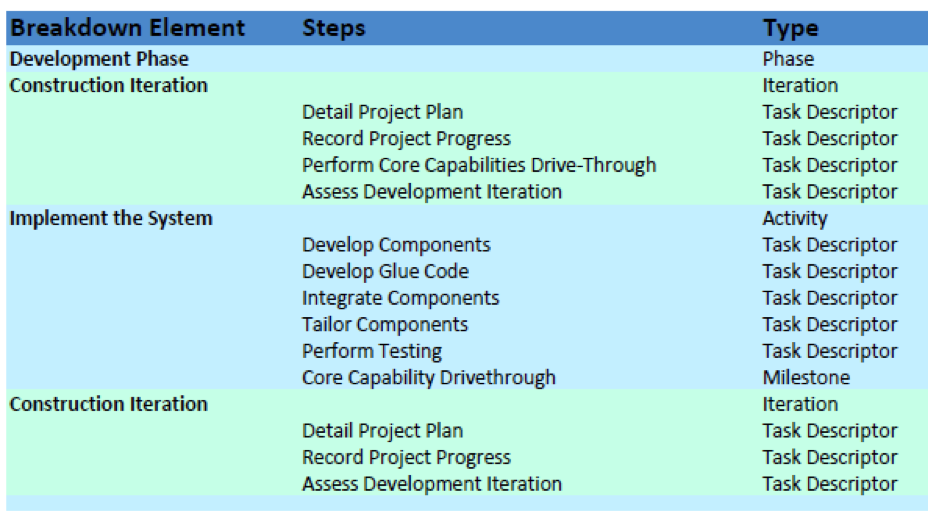 Breakdown Element Steps Type
Development Phase Phase
Construction Iteration Iteration
Detail Project Plan Task Descriptor
Record Project Progress Task Descriptor
Perform Core Capabilities Drive-Through Task Descriptor
Assess Development Iteration Task Descriptor
Implement the System Activity
Develop Components Task Descriptor
Develop Glue Code Task Descriptor
Integrate Components Task Descriptor
Tailor Components Task Descriptor
Perform Testing Task Descriptor
Core Capability Drivethrough Milestone
Construction Iteration Iteration
Detail Project Plan Task Descriptor
Record Project Progress Task Descriptor
Assess Development Iteration Task Descriptor